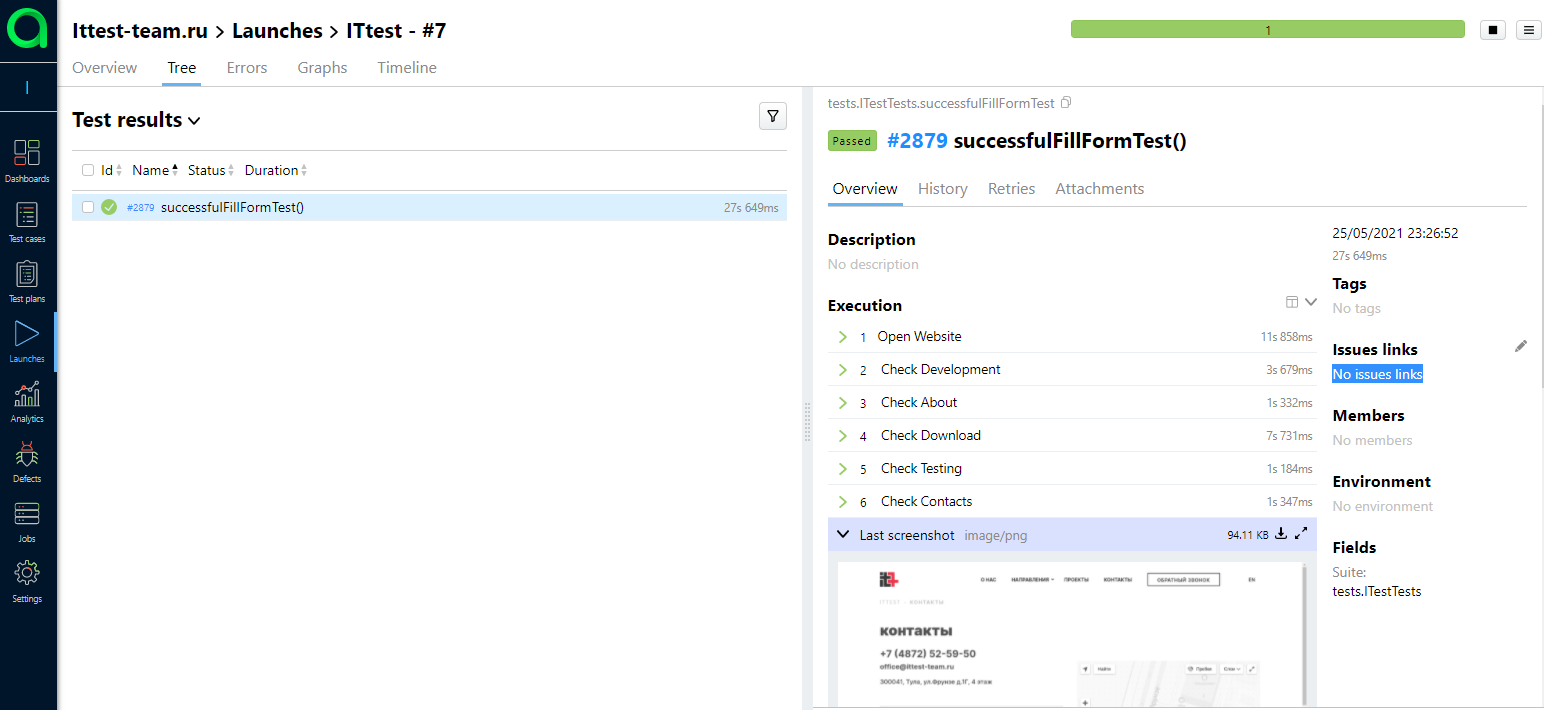 Ittest-team.ru > Launches > ITtest - #7
1
Overview Tree Errors Graphs Timeline
Dashboards
Test cases
Test plans
Launches
Analytics
Defects
Jobs
Settings
Test results
Id Name Status Duration
#2879 successfulFillFormTest() 27s 649ms
tests.ITestTests.successfulFillFormTest
Passed #2879 successfulFillFormTest()
Overview History Retries Attachments
Description
No description
Execution
1 Open Website 11s 858ms
2 Check Development 3s 679ms
3 Check About 1s 332ms
4 Check Download 7s 731ms
5 Check Testing 1s 184ms
6 Check Contacts 1s 347ms
Last screenshot image/png 94.11 KB
О НАС НАПРАВЛЕНИЯ ПРОЕКТЫ КОНТАКТЫ ОБРАТНЫЙ ЗВОНОК EN
ITTEST - КОНТАКТЫ
КОНТАКТЫ
+7 (4872) 52-59-50
office@ittest-team.ru
300041, Тула, ул.Фрунзе д.1Г, 4 этаж
Найти Пробки Слои
25/05/2021 23:26:52
27s 649ms
Tags
No tags
Issues links
No issues links
Members
No members
Environment
No environment
Fields
Suite:
tests.ITestTests